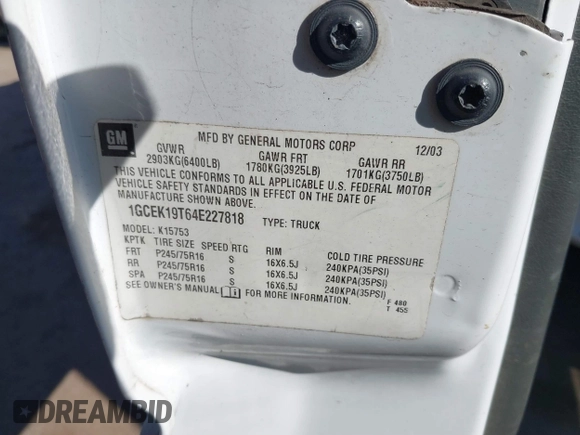 GM
MFD BY GENERAL MOTORS CORP 12/03
GVWR GAWR FRT GAWR RR
2903KG(6400LB) 1780KG(3925LB) 1701KG(3750LB)
THIS VEHICLE CONFORMS TO ALL APPLICABLE U.S. FEDERAL MOTOR
VEHICLE SAFETY STANDARDS IN EFFECT ON THE DATE OF
MANUFACTURE SHOWN ABOVE.
1GCEK19T64E227818 TYPE: TRUCK
MODEL: K15753
KPTK TIRE SIZE SPEED RTG RIM COLD TIRE PRESSURE
FRT P245/75R16 S 16X6.5J 240KPA(35PSI)
RR P245/75R16 S 16X6.5J 240KPA(35PSI)
SPA P245/75R16 S 16X6.5J 240KPA(35PSI)
SEE OWNER'S MANUAL FOR MORE INFORMATION. F 480
T 455
DREAMBID